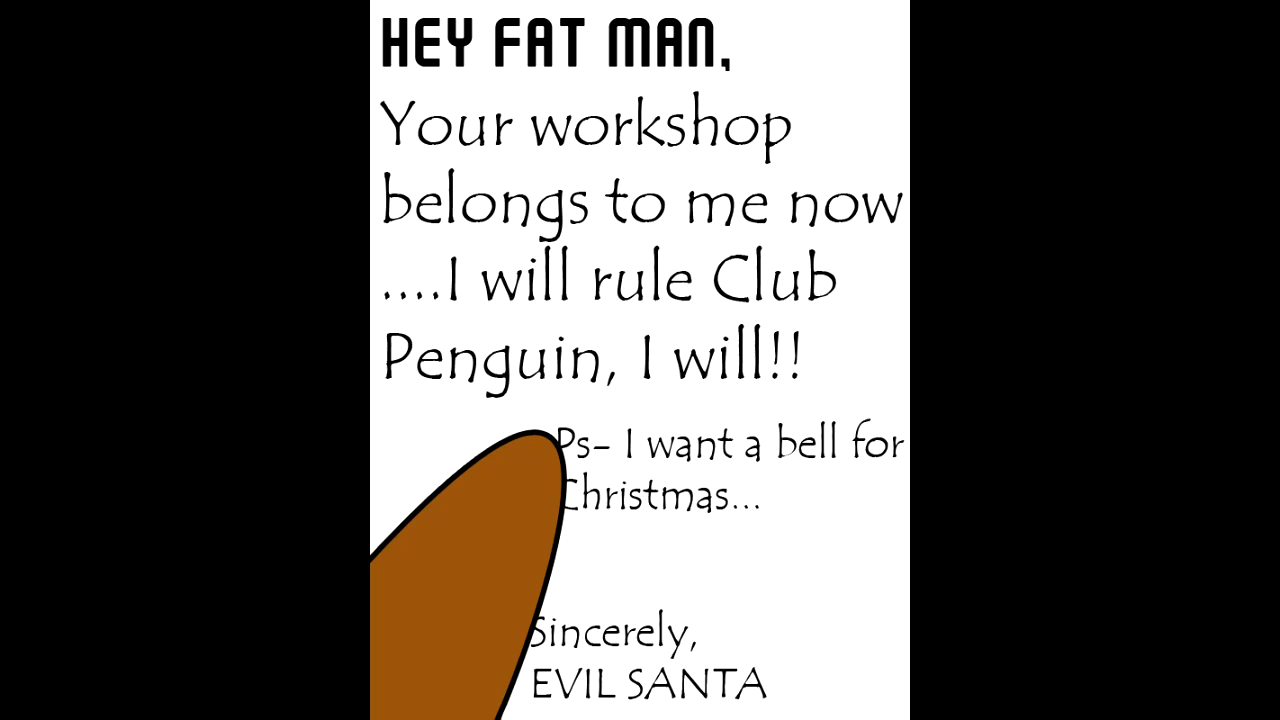 HEY FAT MAN,
Your workshop
belongs to me now
....I will rule Club
Penguin, I will!!
Ps- I want a bell for
Christmas...
Sincerely,
EVIL SANTA